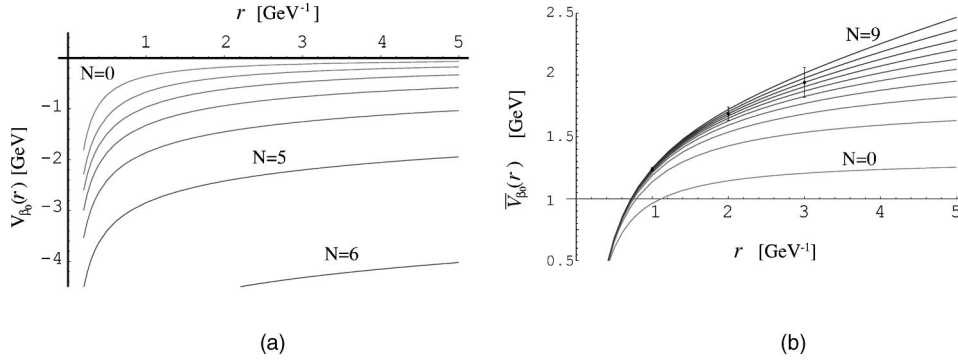 r [GeV⁻¹]
1 2 3 4 5
N=0
-1
-2
-3
-4
N=5
N=6
V_β₀(r) [GeV]
(a)
2.5
2
1.5
1
0.5
N=9
N=0
1 2 3 4 5
r [GeV⁻¹]
V̅_β₀(r) [GeV]
(b)